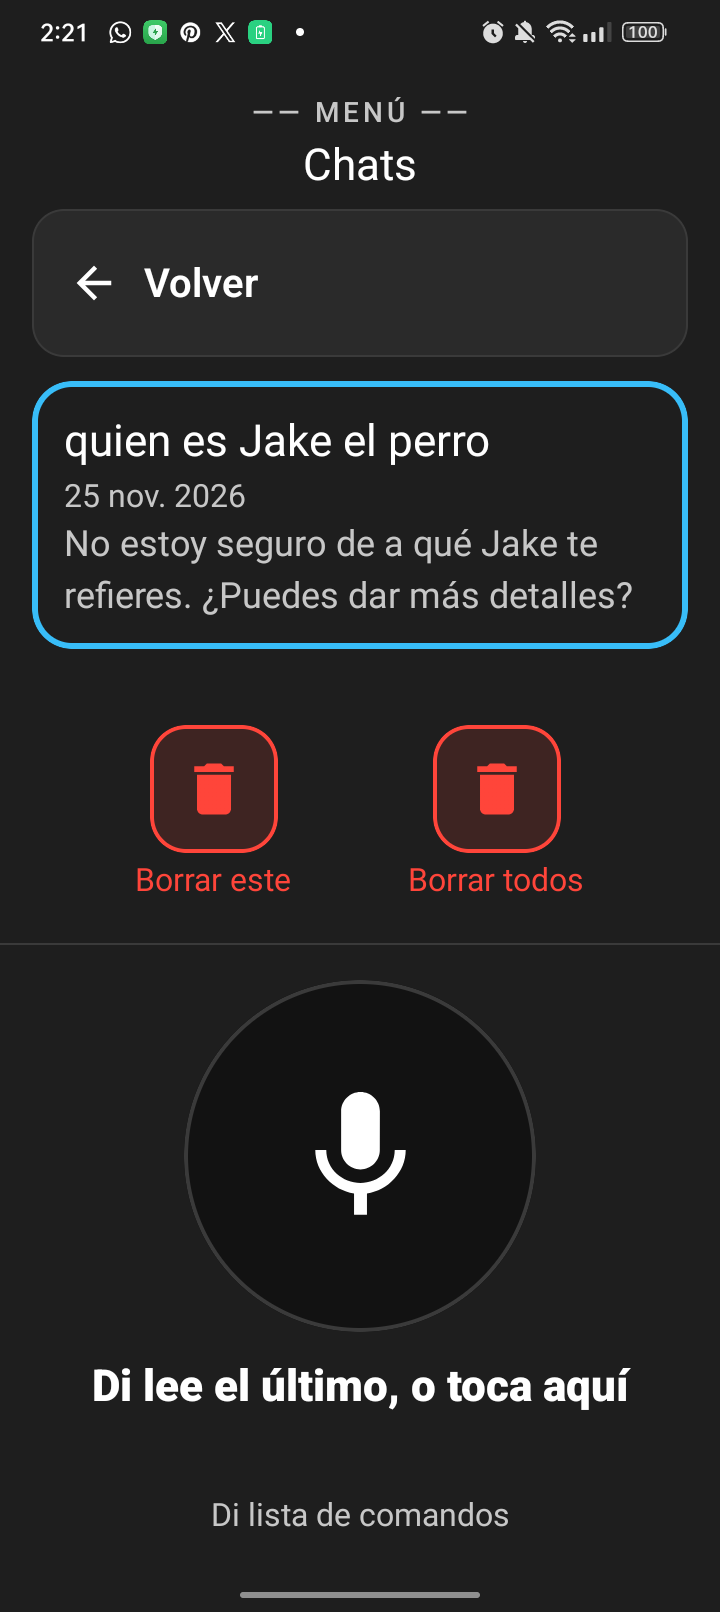 2:21
100
—— MENÚ ——
Chats
Volver
quien es Jake el perro
25 nov. 2026
No estoy seguro de a qué Jake te
refieres. ¿Puedes dar más detalles?
Borrar este
Borrar todos
Di lee el último, o toca aquí
Di lista de comandos